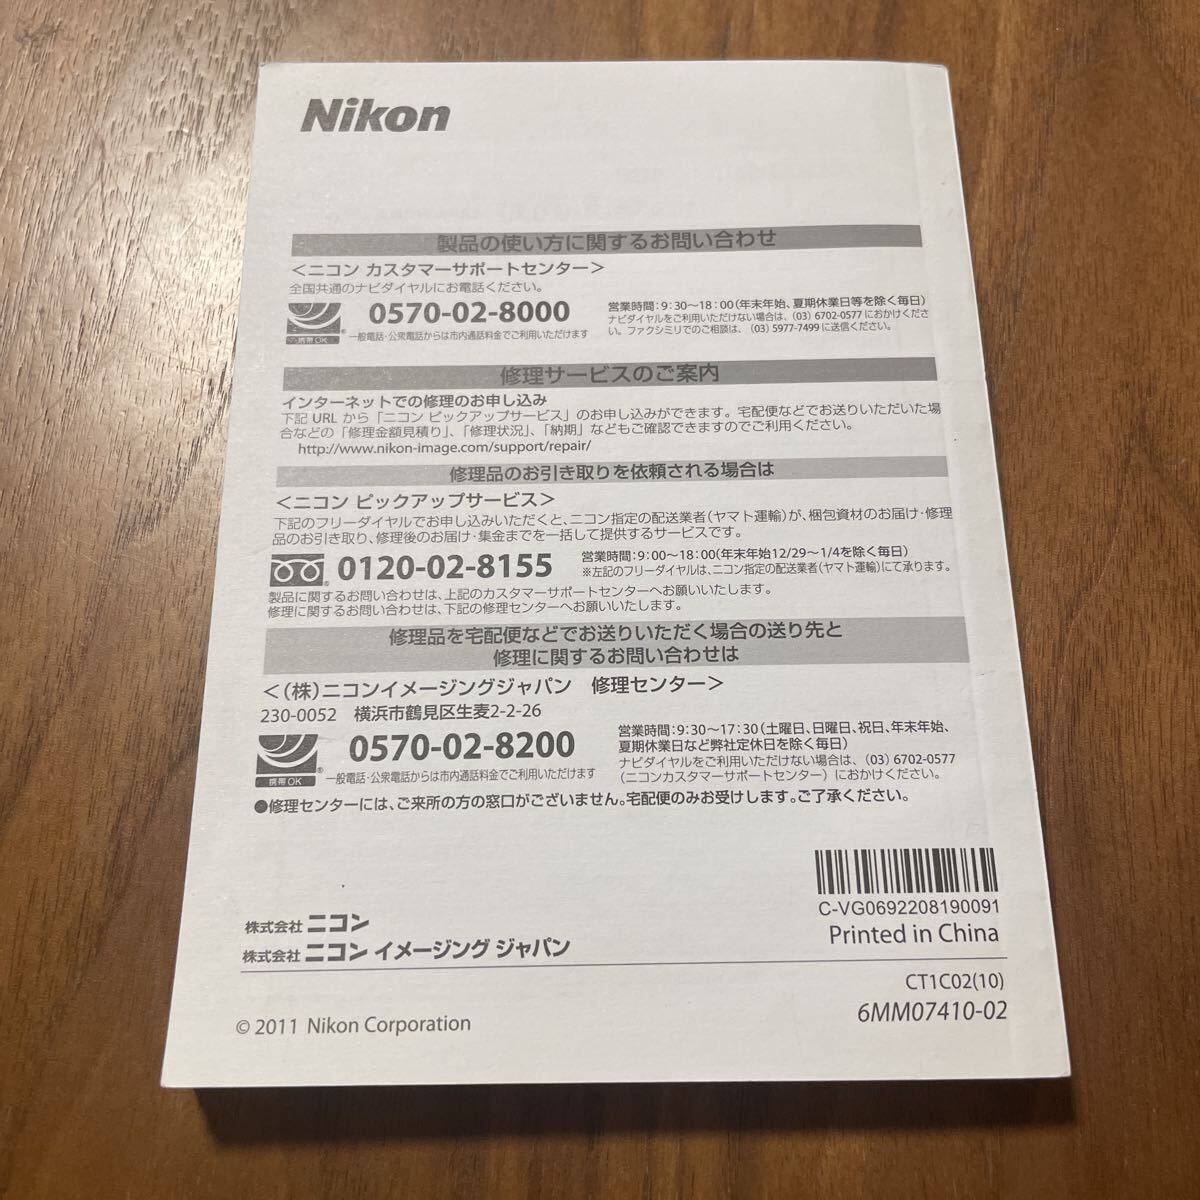 Nikon
製品の使い方に関するお問い合わせ
＜ニコン カスタマーサポートセンター＞
全国共通のナビダイヤルにお電話ください。
携帯OK
0570-02-8000
一般電話・公衆電話からは市内通話料金でご利用いただけます
営業時間：9：30～18：00（年末年始、夏期休業日等を除く毎日）
ナビダイヤルをご利用いただけない場合は、（03）6702-0577におかけくださ
い。ファクシミリでのご相談は、（03）5977-7499に送信ください。
修理サービスのご案内
インターネットでの修理のお申し込み
下記 URL から「ニコン ピックアップサービス」のお申し込みができます。宅配便などでお送りいただいた場
合などの「修理金額見積り」、「修理状況」、「納期」などもご確認できますのでご利用ください。
http://www.nikon-image.com/support/repair/
修理品のお引き取りを依頼される場合は
＜ニコン ピックアップサービス＞
下記のフリーダイヤルでお申し込みいただくと、ニコン指定の配送業者（ヤマト運輸）が、梱包資材のお届け・修理
品のお引き取り、修理後のお届け・集金までを一括して提供するサービスです。
0120-02-8155
営業時間：9：00～18：00（年末年始12/29～1/4を除く毎日）
※左記のフリーダイヤルは、ニコン指定の配送業者（ヤマト運輸）にて承ります。
製品に関するお問い合わせは、上記のカスタマーサポートセンターへお願いいたします。
修理に関するお問い合わせは、下記の修理センターへお願いいたします。
修理品を宅配便などでお送りいただく場合の送り先と
修理に関するお問い合わせは
＜（株）ニコンイメージングジャパン　修理センター＞
230-0052　横浜市鶴見区生麦2-2-26
携帯OK
0570-02-8200
一般電話・公衆電話からは市内通話料金でご利用いただけます
営業時間：9：30～17：30（土曜日、日曜日、祝日、年末年始、
夏期休業日など弊社定休日を除く毎日）
ナビダイヤルをご利用いただけない場合は、（03）6702-0577
（ニコンカスタマーサポートセンター）におかけください。
●修理センターには、ご来所の方の窓口がございません。宅配便のみお受けします。ご了承ください。
C-VG0692208190091
Printed in China
株式会社 ニコン
株式会社 ニコン イメージング ジャパン
CT1C02(10)
6MM07410-02
© 2011 Nikon Corporation